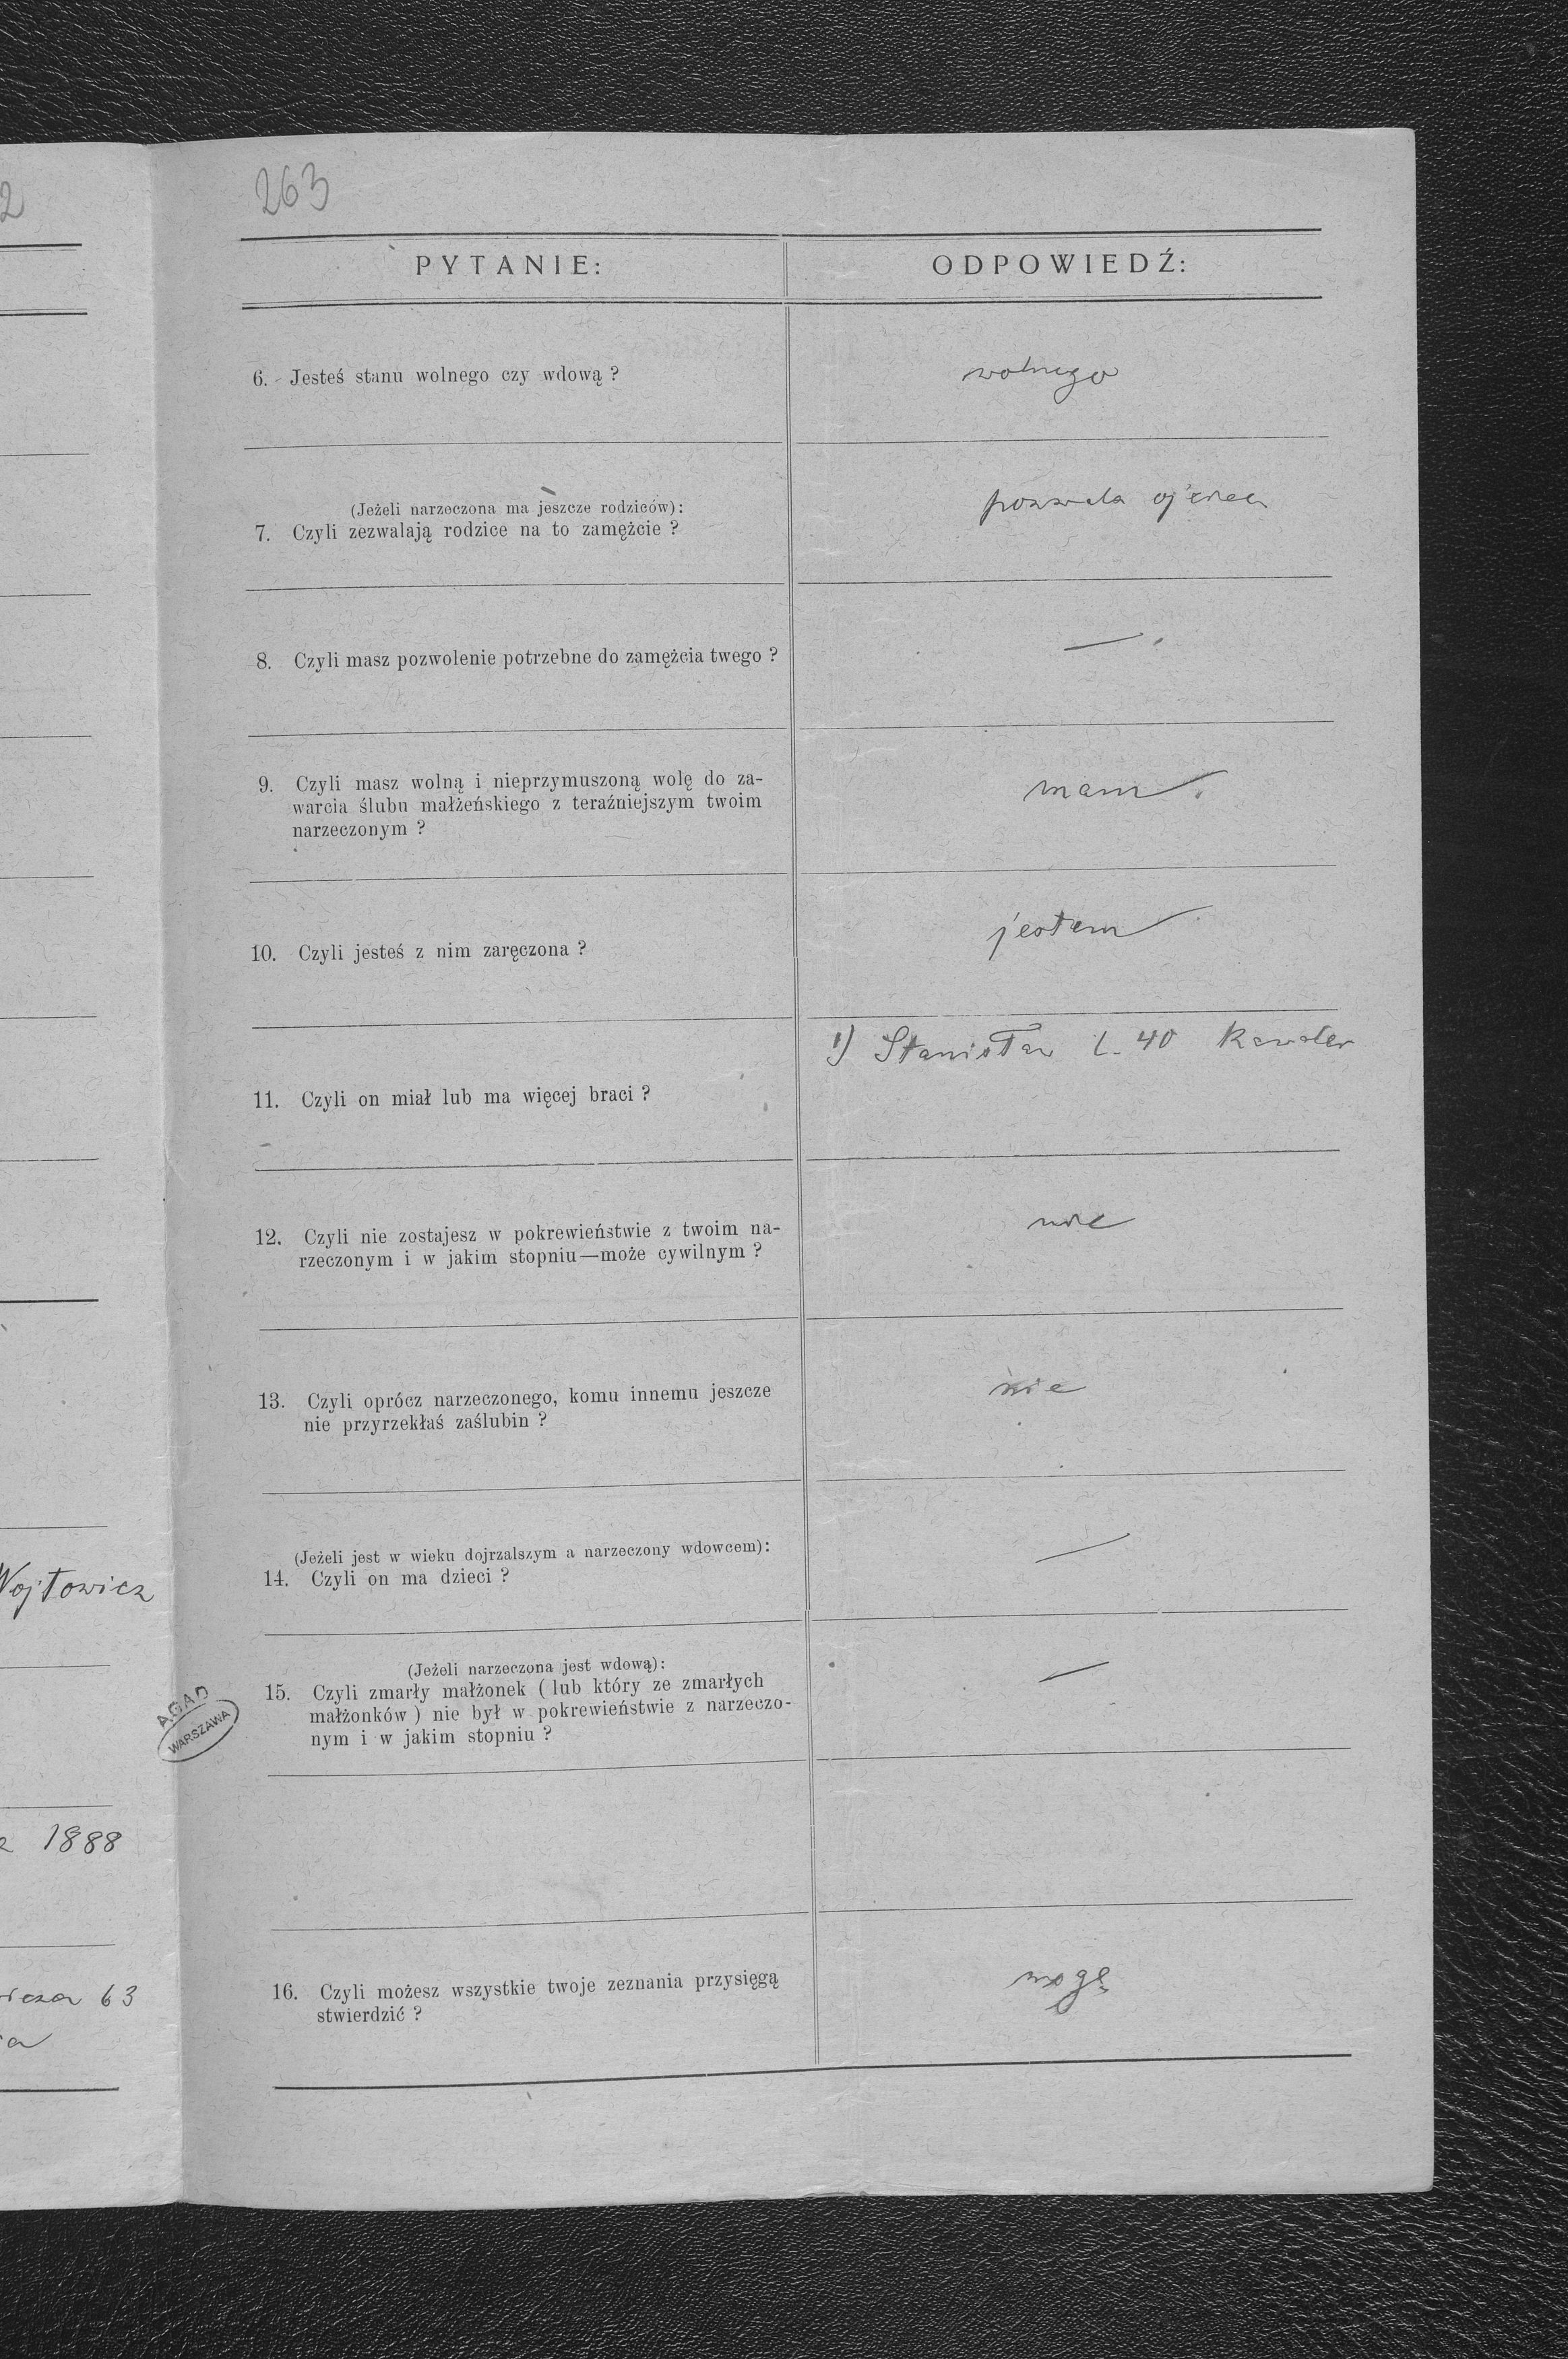 2
263
PYTANIE:
ODPOWIEDŹ:
6. Jesteś stanu wolnego czy wdową ?
wolnego
(Jeżeli narzeczona ma jeszcze rodziców):
7. Czyli zezwalają rodzice na to zamężcie ?
pozwala ojciec
8. Czyli masz pozwolenie potrzebne do zamężcia twego ?
—
9. Czyli masz wolną i nieprzymuszoną wolę do za-
warcia ślubu małżeńskiego z teraźniejszym twoim
narzeczonym ?
mam.
10. Czyli jesteś z nim zaręczona ?
jestem
11. Czyli on miał lub ma więcej braci ?
1) Stanisław l. 40 Kawaler
12. Czyli nie zostajesz w pokrewieństwie z twoim na-
rzeczonym i w jakim stopniu—może cywilnym ?
nie
13. Czyli oprócz narzeczonego, komu innemu jeszcze
nie przyrzekłaś zaślubin ?
nie
(Jeżeli jest w wieku dojrzalszym a narzeczony wdowcem):
14. Czyli on ma dzieci ?
—
(Jeżeli narzeczona jest wdową):
15. Czyli zmarły małżonek ( lub który ze zmarłych
małżonków ) nie był w pokrewieństwie z narzeczo-
nym i w jakim stopniu ?
—
16. Czyli możesz wszystkie twoje zeznania przysięgą
stwierdzić ?
mogę
Wojtowicz
A.G.A.D
WARSZAWA
1888
63